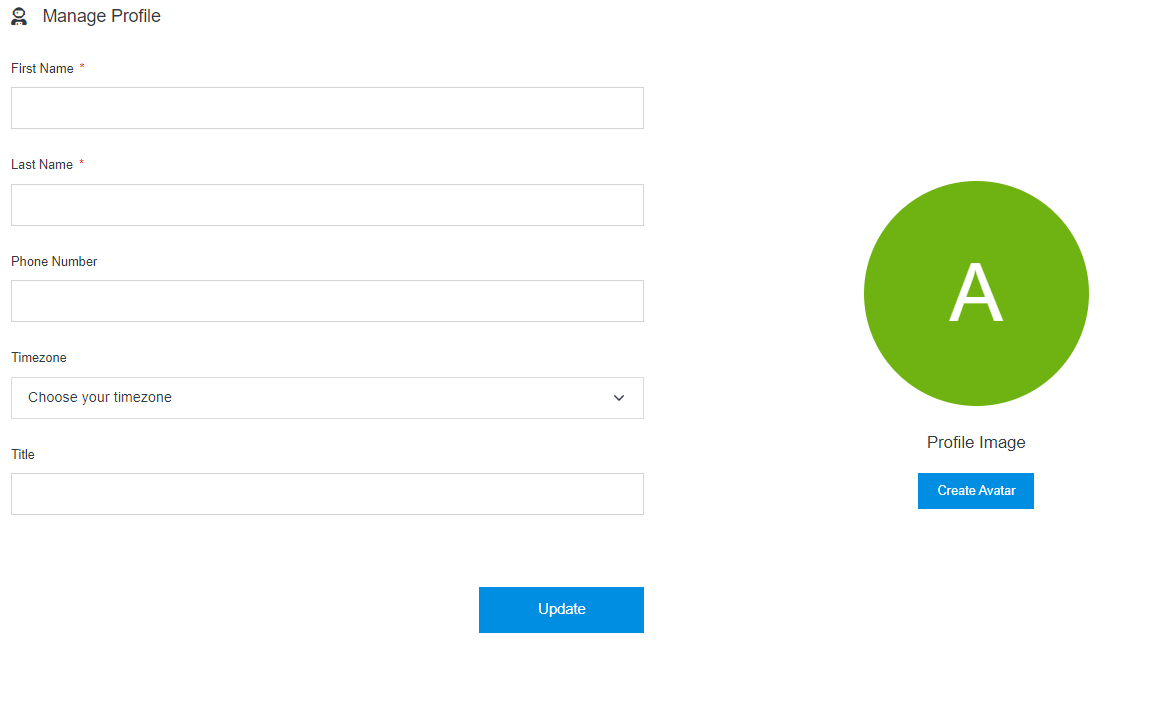 Manage Profile
First Name *
Last Name *
Phone Number
Timezone
Choose your timezone
Title
Update
A
Profile Image
Create Avatar